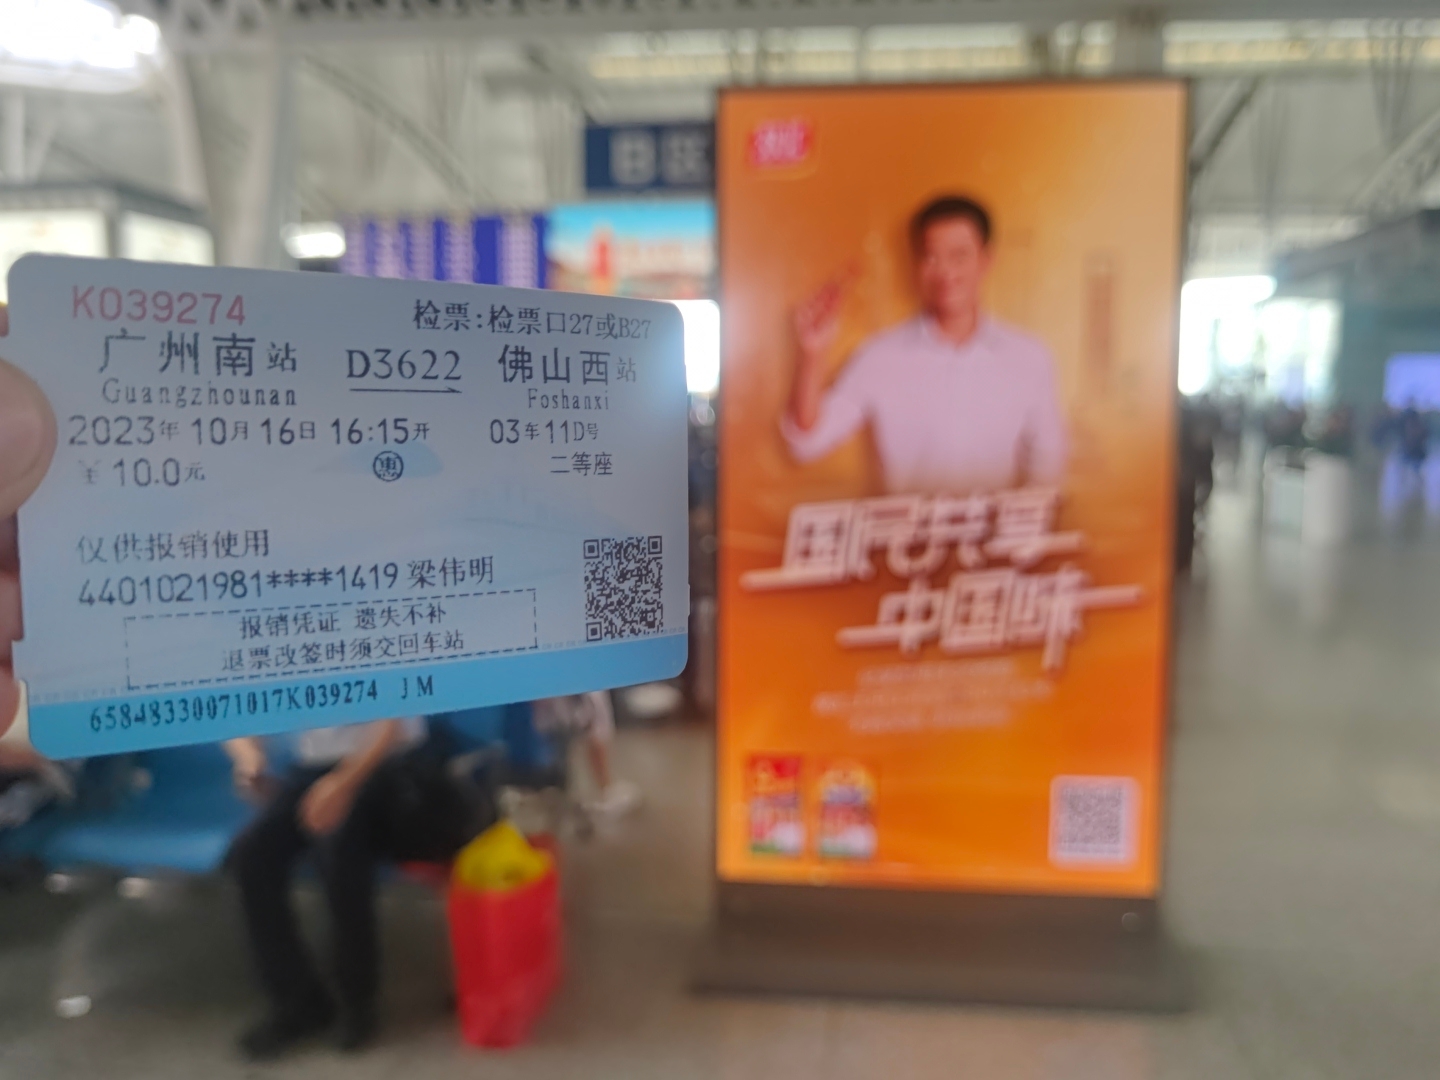 K039274
检票:检票口27或B27
广州南站 D3622 佛山西站
Guangzhounan Foshanxi
2023年10月16日16:15开 03车11D号
￥10.0元 惠 二等座
仅供报销使用
4401021981****1419 梁伟明
报销凭证 遗失不补
退票改签时须交回车站
65848330071017K039274 JM
B区
国民共享
中国味